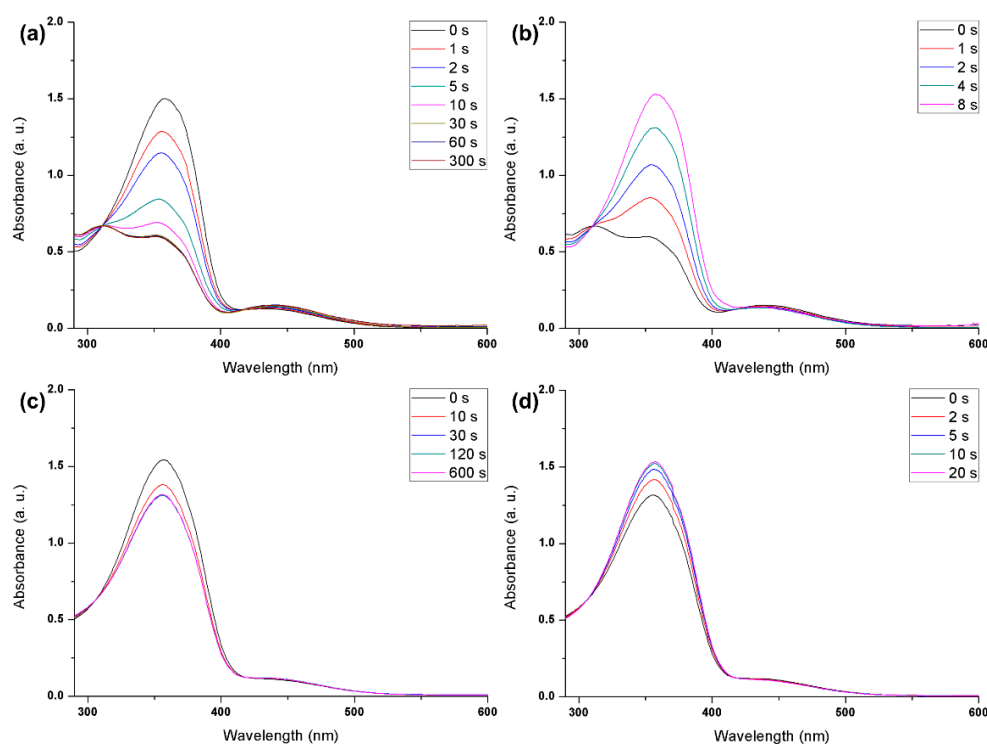 (a)
2.0
1.5
1.0
0.5
0.0
Absorbance (a. u.)
300
400
500
600
Wavelength (nm)
0 s
1 s
2 s
5 s
10 s
30 s
60 s
300 s
(b)
2.0
1.5
1.0
0.5
0.0
Absorbance (a. u.)
300
400
500
600
Wavelength (nm)
0 s
1 s
2 s
4 s
8 s
(c)
2.0
1.5
1.0
0.5
0.0
Absorbance (a. u.)
300
400
500
600
Wavelength (nm)
0 s
10 s
30 s
120 s
600 s
(d)
2.0
1.5
1.0
0.5
0.0
Absorbance (a. u.)
300
400
500
600
Wavelength (nm)
0 s
2 s
5 s
10 s
20 s